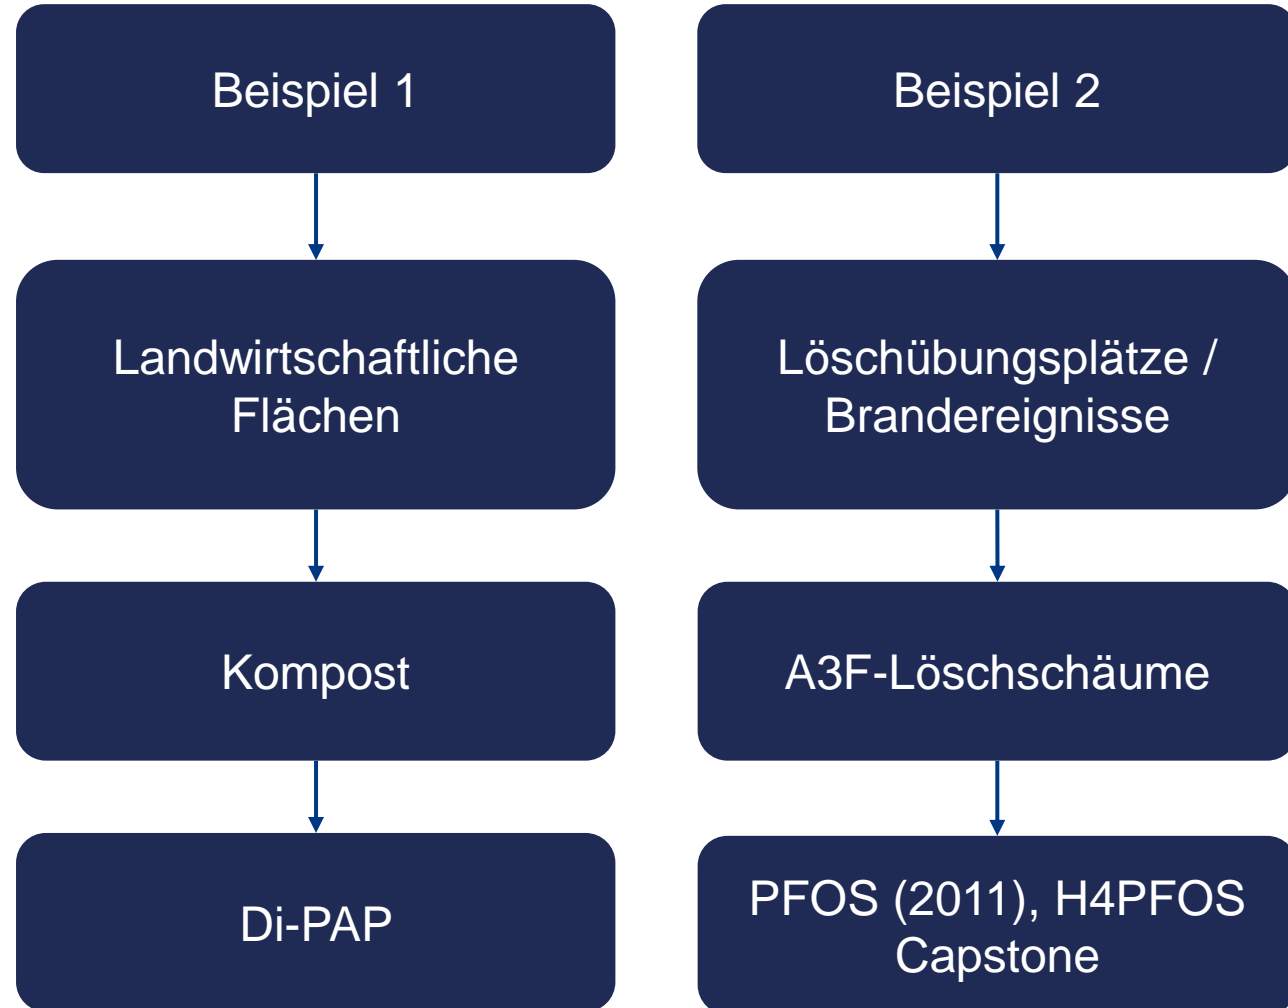 Beispiel 1
Landwirtschaftliche
Flächen
Kompost
Di-PAP
Beispiel 2
Löschübungsplätze /
Brandereignisse
A3F-Löschschäume
PFOS (2011), H4PFOS
Capstone